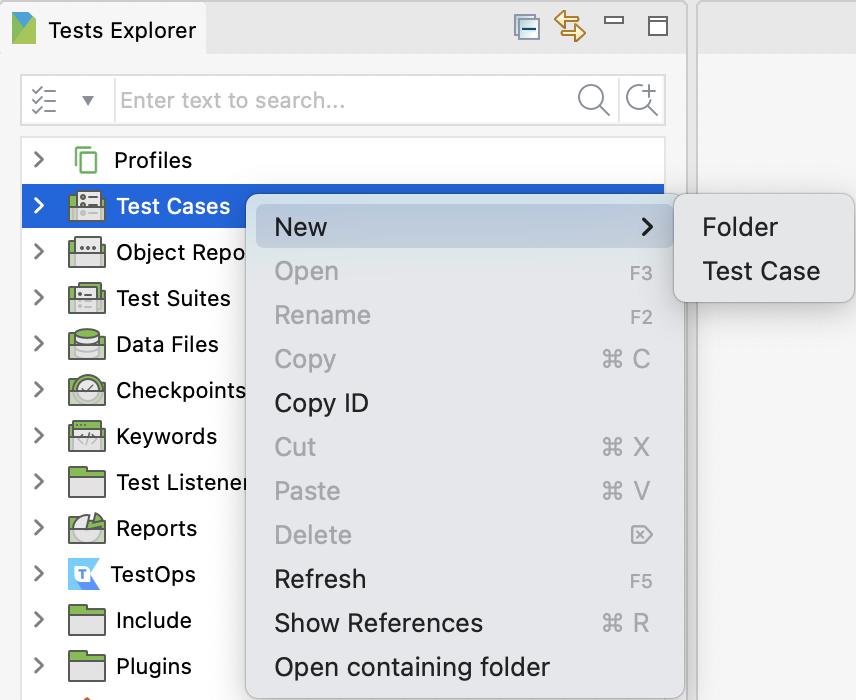 Tests Explorer
Enter text to search...
Profiles
Test Cases
Object Repo
Test Suites
Data Files
Checkpoints
Keywords
Test Listener
Reports
TestOps
Include
Plugins
New
Open F3
Rename F2
Copy ⌘ C
Copy ID
Cut ⌘ X
Paste ⌘ V
Delete ⌦
Refresh F5
Show References ⌘ R
Open containing folder
Folder
Test Case